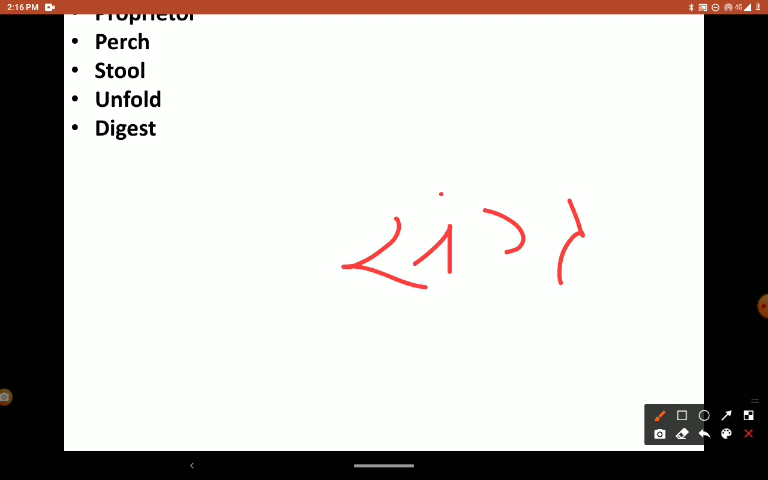 2:16 PM
Proprietor
• Perch
• Stool
• Unfold
• Digest